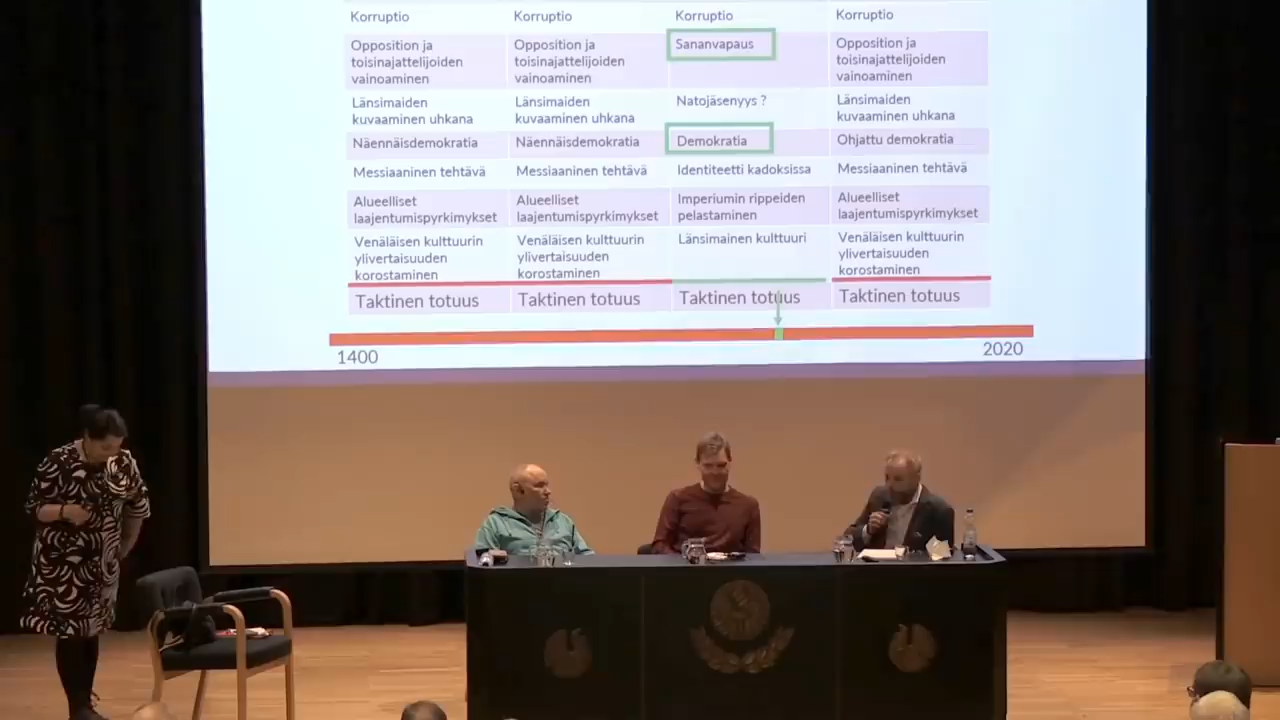 Korruptio Korruptio Korruptio Korruptio
Opposition ja Opposition ja Sananvapaus Opposition ja
toisinajattelijoiden toisinajattelijoiden toisinajattelijoiden
vainoaminen vainoaminen vainoaminen
Länsimaiden Länsimaiden Natojäsenyys ? Länsimaiden
kuvaaminen uhkana kuvaaminen uhkana kuvaaminen uhkana
Näennäisdemokratia Näennäisdemokratia Demokratia Ohjattu demokratia
Messiaaninen tehtävä Messiaaninen tehtävä Identiteetti kadoksissa Messiaaninen tehtävä
Alueelliset Alueelliset Imperiumin rippeiden Alueelliset
laajentumispyrkimykset laajentumispyrkimykset pelastaminen laajentumispyrkimykset
Venäläisen kulttuurin Venäläisen kulttuurin Länsimainen kulttuuri Venäläisen kulttuurin
ylivertaisuuden ylivertaisuuden ylivertaisuuden
korostaminen korostaminen korostaminen
Taktinen totuus Taktinen totuus Taktinen totuus Taktinen totuus
1400 2020